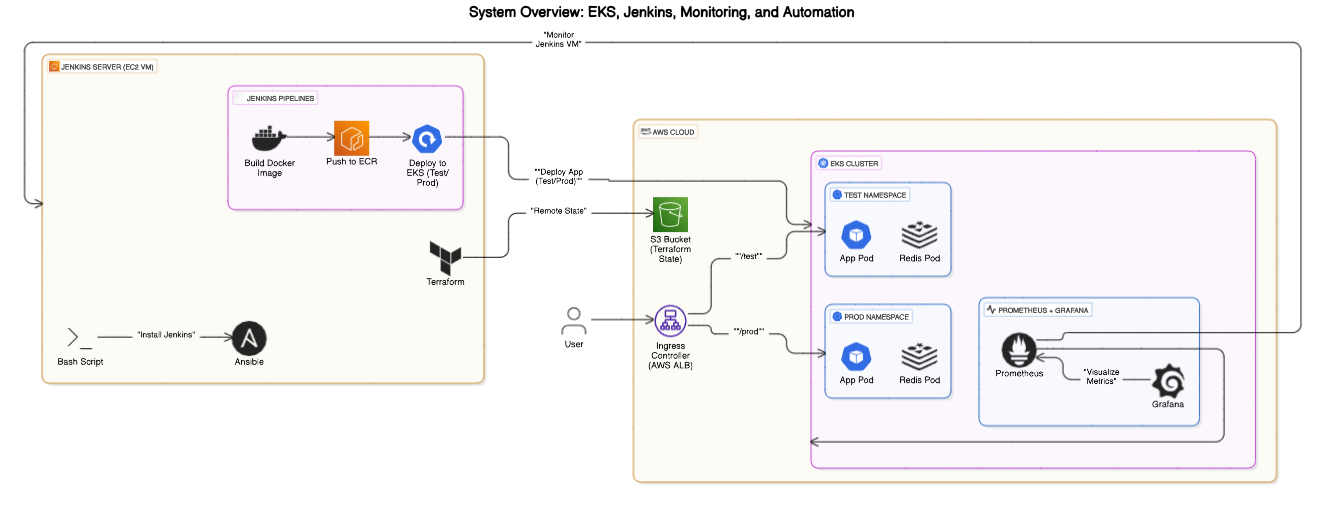 System Overview: EKS, Jenkins, Monitoring, and Automation
"Monitor
Jenkins VM"
JENKINS SERVER (EC2 VM)
JENKINS PIPELINES
Build Docker
Image
Push to ECR
Deploy to
EKS (Test/
Prod)
""Deploy App
(Test/Prod)""
"Remote State"
Terraform
Bash Script
"Install Jenkins"
Ansible
User
aws AWS CLOUD
S3 Bucket
(Terraform
State)
Ingress
Controller
(AWS ALB)
""/test""
""/prod""
EKS CLUSTER
TEST NAMESPACE
App Pod
Redis Pod
PROD NAMESPACE
App Pod
Redis Pod
PROMETHEUS + GRAFANA
Prometheus
"Visualize
Metrics"
Grafana